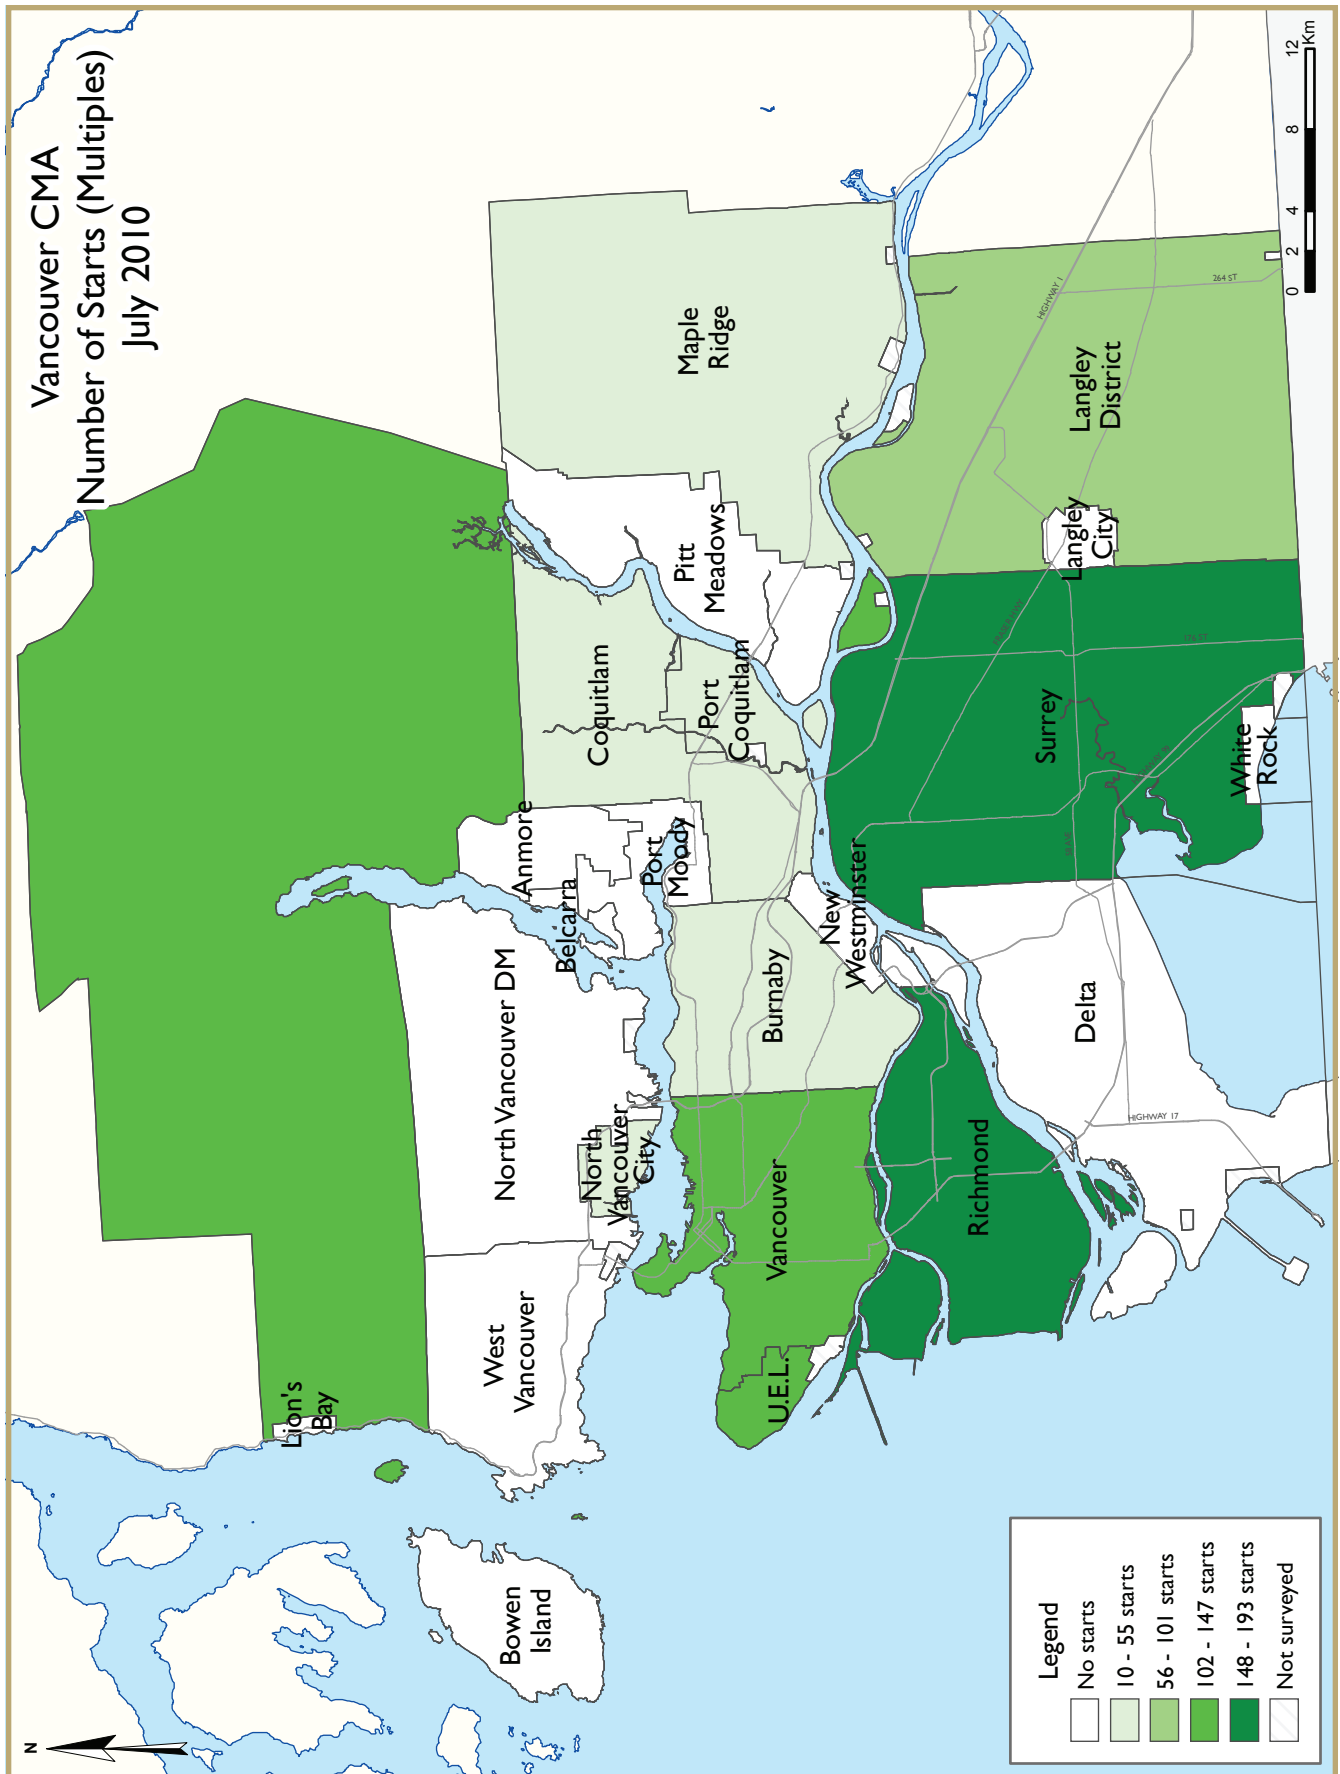 Vancouver CMA
Number of Starts (Multiples)
July 2010
N
Lion's
Bay
Bowen
Island
West
Vancouver
North Vancouver DM
North
Vancouver
City
Belcarra
Anmore
Port
Moody
Coquitlam
Port
Coquitlam
Pitt
Meadows
Maple
Ridge
U.E.L.
Vancouver
Burnaby
New
Westminster
Richmond
Delta
Surrey
White
Rock
Langley
City
Langley
District
HIGHWAY 1
264 ST
176 ST
HIGHWAY 17
Legend
No starts
10 - 55 starts
56 - 101 starts
102 - 147 starts
148 - 193 starts
Not surveyed
0 2 4 8 12
Km